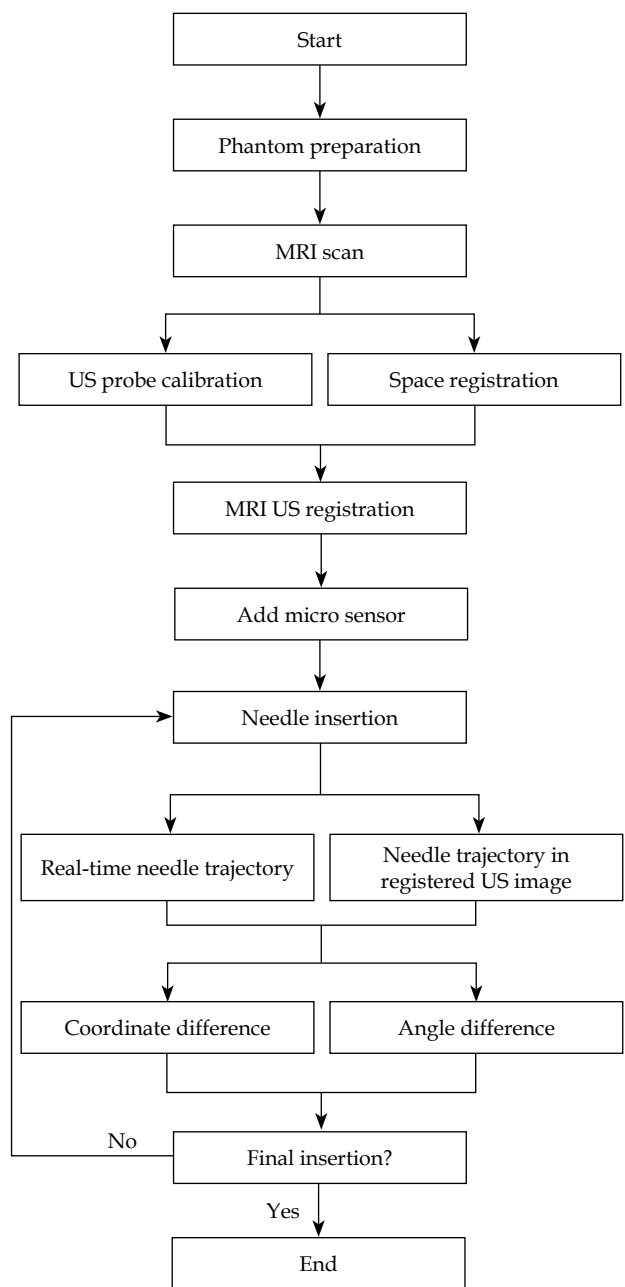 Start
Phantom preparation
MRI scan
US probe calibration
Space registration
MRI US registration
Add micro sensor
Needle insertion
Real-time needle trajectory
Needle trajectory in
registered US image
Coordinate difference
Angle difference
No
Final insertion?
Yes
End